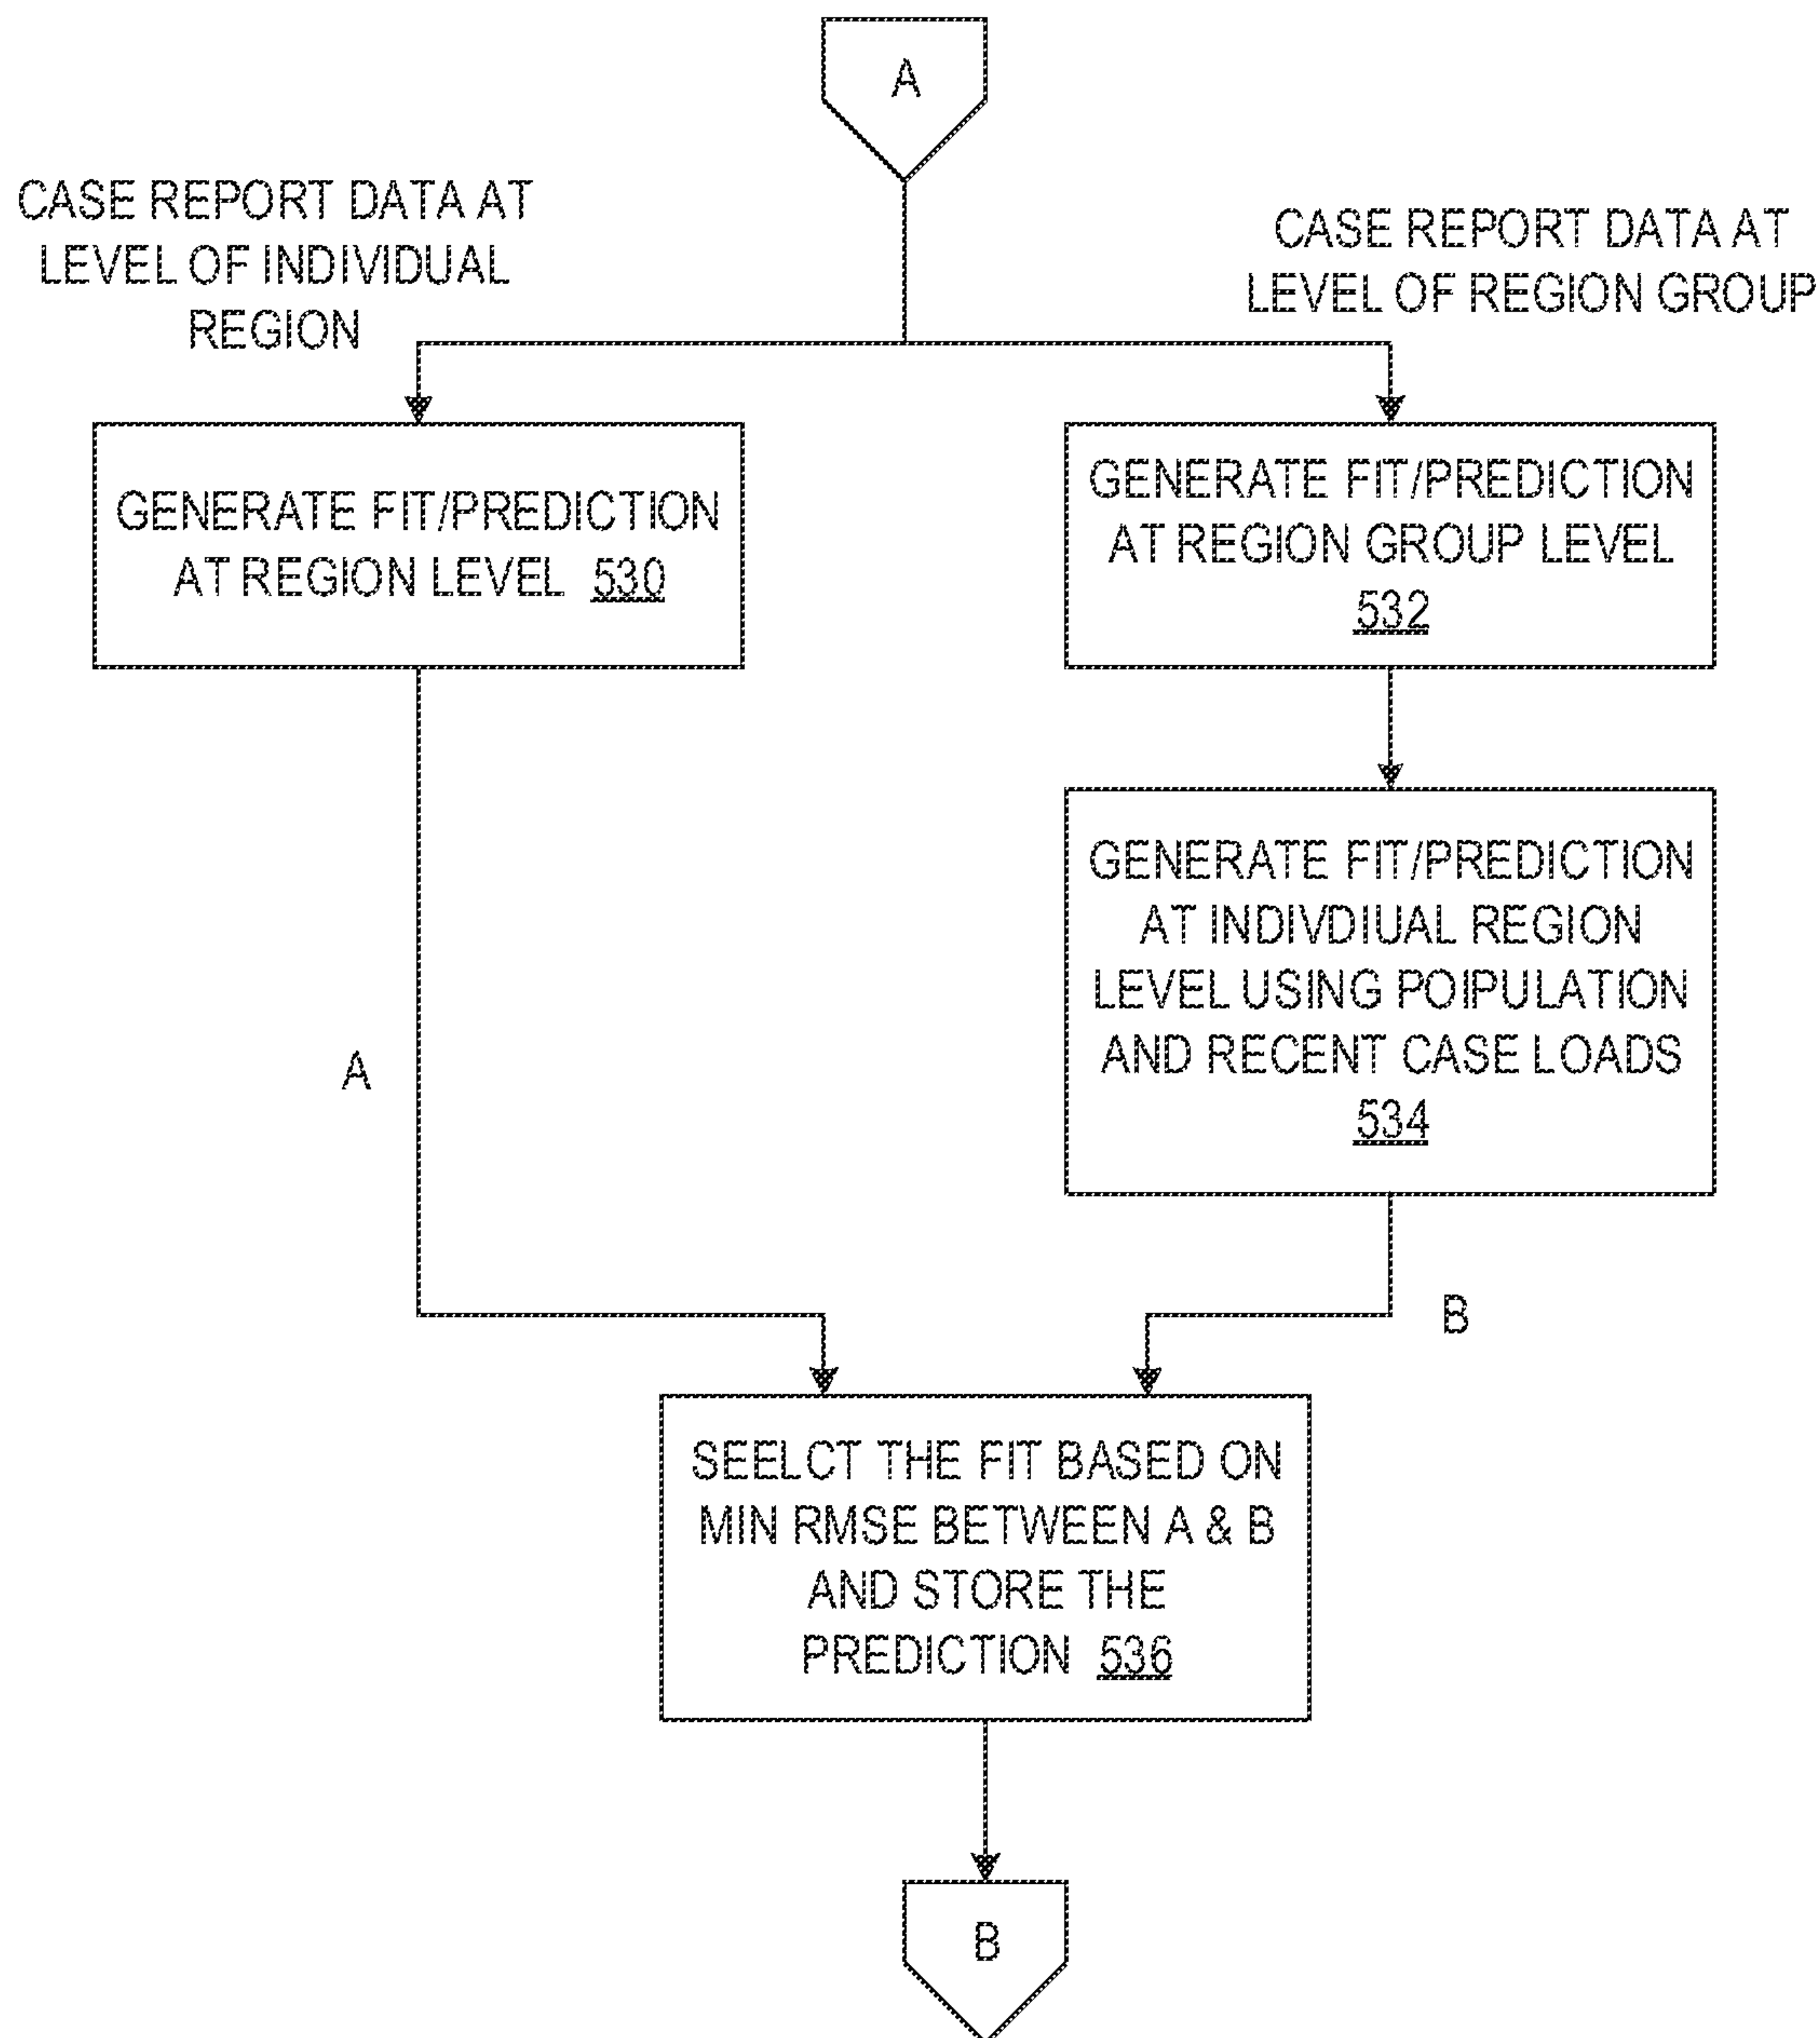 A
CASE REPORT DATA AT
LEVEL OF INDIVIDUAL
REGION
CASE REPORT DATA AT
LEVEL OF REGION GROUP
GENERATE FIT/PREDICTION
AT REGION LEVEL 530
GENERATE FIT/PREDICTION
AT REGION GROUP LEVEL
532
GENERATE FIT/PREDICTION
AT INDIVDIUAL REGION
LEVEL USING POIPULATION
AND RECENT CASE LOADS
534
A
B
SEELCT THE FIT BASED ON
MIN RMSE BETWEEN A & B
AND STORE THE
PREDICTION 536
B